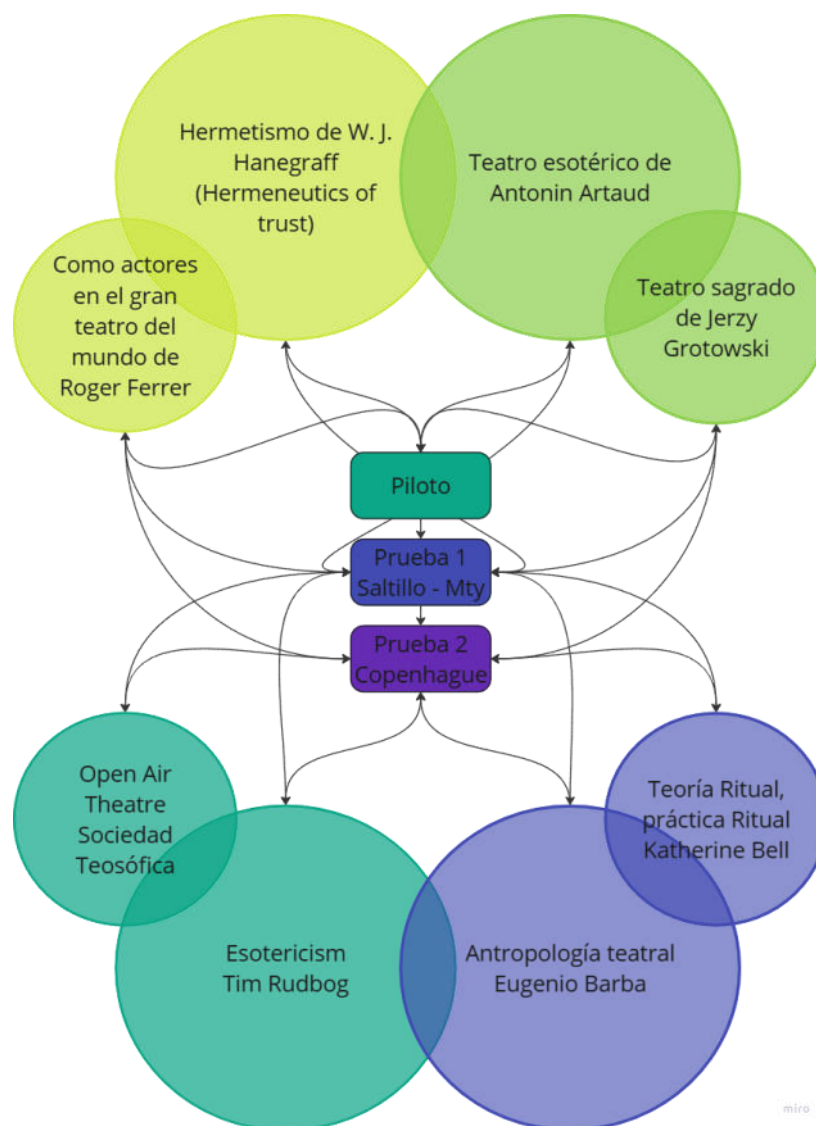 Hermetismo de W. J.
Hanegraff
(Hermeneutics of
trust)
Teatro esotérico de
Antonin Artaud
Como actores
en el gran
teatro del
mundo de
Roger Ferrer
Teatro sagrado
de Jerzy
Grotowski
Piloto
Prueba 1
Saltillo - Mty
Prueba 2
Copenhague
Open Air
Theatre
Sociedad
Teosófica
Teoría Ritual,
práctica Ritual
Katherine Bell
Esotericism
Tim Rudbog
Antropología teatral
Eugenio Barba
miro